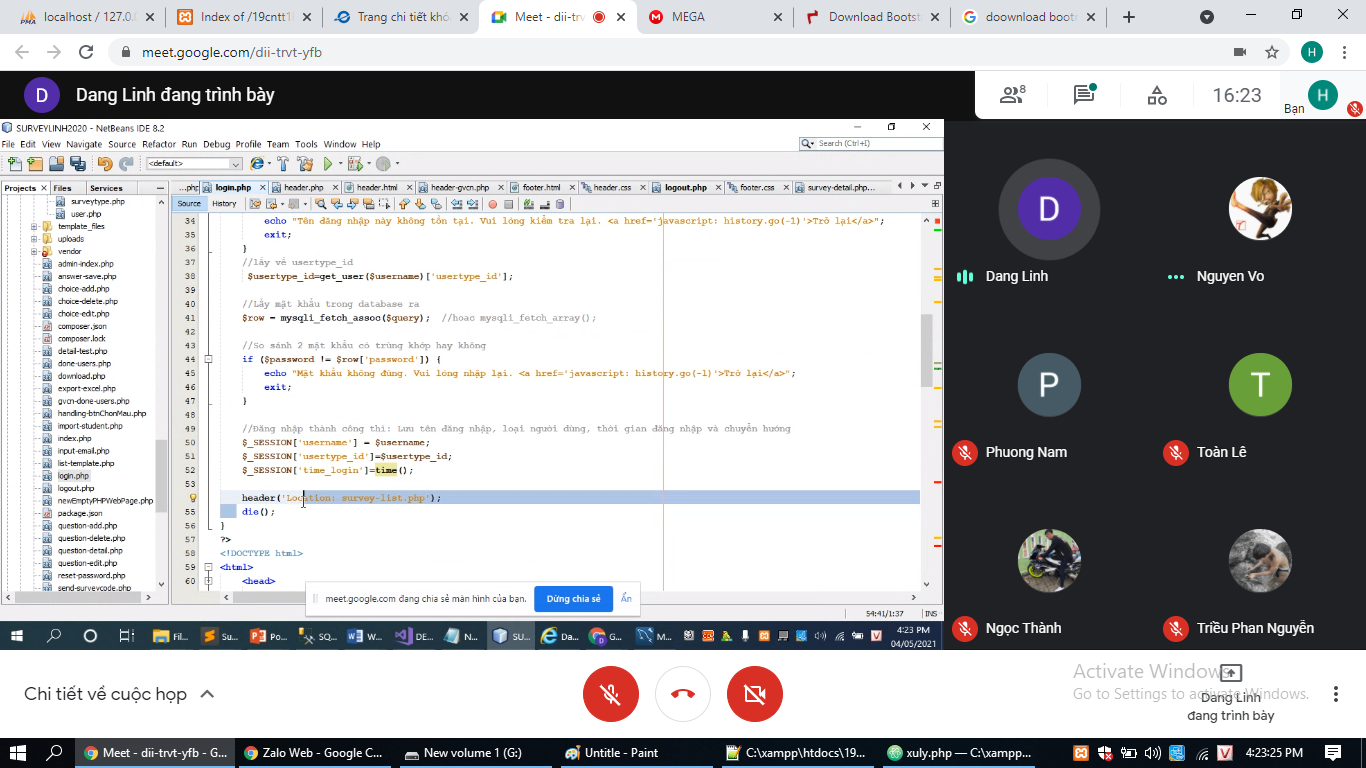 localhost / 127.0.
Index of /19cntt1
Trang chi tiết khó
Meet - dii-trv
MEGA
Download Bootst
doownload boots
meet.google.com/dii-trvt-yfb
H
D
Dang Linh đang trình bày
8
16:23
Bạn
H
SURVEYLINH2020 - NetBeans IDE 8.2
File Edit View Navigate Source Refactor Run Debug Profile Team Tools Window Help
Search (Ctrl+I)
<default>
Projects Files Services
...php login.php header.php header.html header-gvcn.php footer.html header.css logout.php footer.css survey-detail.php...
Source History
surveytype.php
user.php
template_files
uploads
vendor
admin-index.php
answer-save.php
choice-add.php
choice-delete.php
choice-edit.php
composer.json
composer.lock
detail-test.php
done-users.php
download.php
export-excel.php
gvcn-done-users.php
handling-btnChonMau.php
import-student.php
index.php
input-email.php
list-template.php
login.php
logout.php
newEmptyPHPWebPage.php
package.json
question-add.php
question-delete.php
question-detail.php
question-edit.php
reset-password.php
send-surveycode.php
34 echo "Tên đăng nhập này không tồn tại. Vui lòng kiểm tra lại. <a href='javascript: history.go(-1)'>Trở lại</a>";
35 exit;
36 }
37 //lấy về usertype_id
38 $usertype_id=get_user($username)['usertype_id'];
39
40 //Lấy mật khẩu trong database ra
41 $row = mysqli_fetch_assoc($query); //hoac mysqli_fetch_array();
42
43 //So sánh 2 mật khẩu có trùng khớp hay không
44 if ($password != $row['password']) {
45 echo "Mật khẩu không đúng. Vui lòng nhập lại. <a href='javascript: history.go(-1)'>Trở lại</a>";
46 exit;
47 }
48
49 //Đăng nhập thành công thì: Lưu tên đăng nhập, loại người dùng, thời gian đăng nhập và chuyển hướng
50 $_SESSION['username'] = $username;
51 $_SESSION['usertype_id']=$usertype_id;
52 $_SESSION['time_login']=time();
53
header('Location: survey-list.php');
55 die();
56 }
57 ?>
58 <!DOCTYPE html>
59 <html>
60 <head>
meet.google.com đang chia sẻ màn hình của bạn. Dừng chia sẻ Ẩn
54:41/1:37 INS
Fil... Su... Po... SQ... W... DE... N... SU... Da... G... M...
4:23 PM
04/05/2021
D
Dang Linh
Nguyen Vo
P
Phuong Nam
T
Toàn Lê
Ngọc Thành
Triều Phan Nguyễn
Chi tiết về cuộc họp
Activate Windows
Go to Settings to activate Windows.
Dang Linh
đang trình bày
Meet - dii-trvt-yfb - G...
Zalo Web - Google C...
New volume 1 (G:)
Untitle - Paint
C:\xampp\htdocs\19...
xuly.php — C:\xampp...
4:23:25 PM